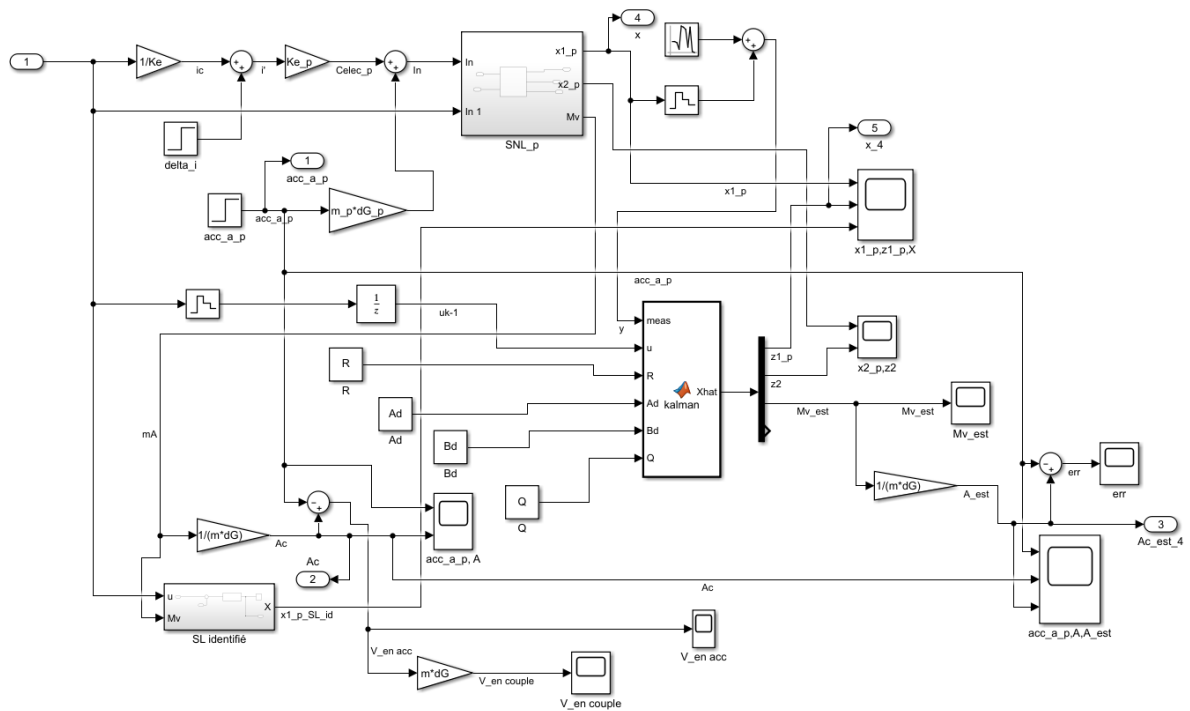 4
x
1
1/Ke
ic
i'
Ke_p
Celec_p
In
In
In 1
x1_p
x2_p
Mv
SNL_p
delta_i
5
x_4
1
acc_a_p
x1_p
acc_a_p
acc_a_p
m_p*dG_p
x1_p,z1_p,X
acc_a_p
1
z
uk-1
y
meas
u
R
Ad
Bd
Q
kalman
Xhat
z1_p
z2
x2_p,z2
R
R
Ad
Ad
Bd
Bd
Q
Q
Mv_est
Mv_est
Mv_est
mA
1/(m*dG)
A_est
err
err
3
Ac_est_4
1/(m*dG)
Ac
acc_a_p, A
Ac
2
Ac
u
Mv
X
x1_p_SL_id
SL identifié
acc_a_p,A,A_est
V_en acc
V_en acc
m*dG
V_en couple
V_en couple